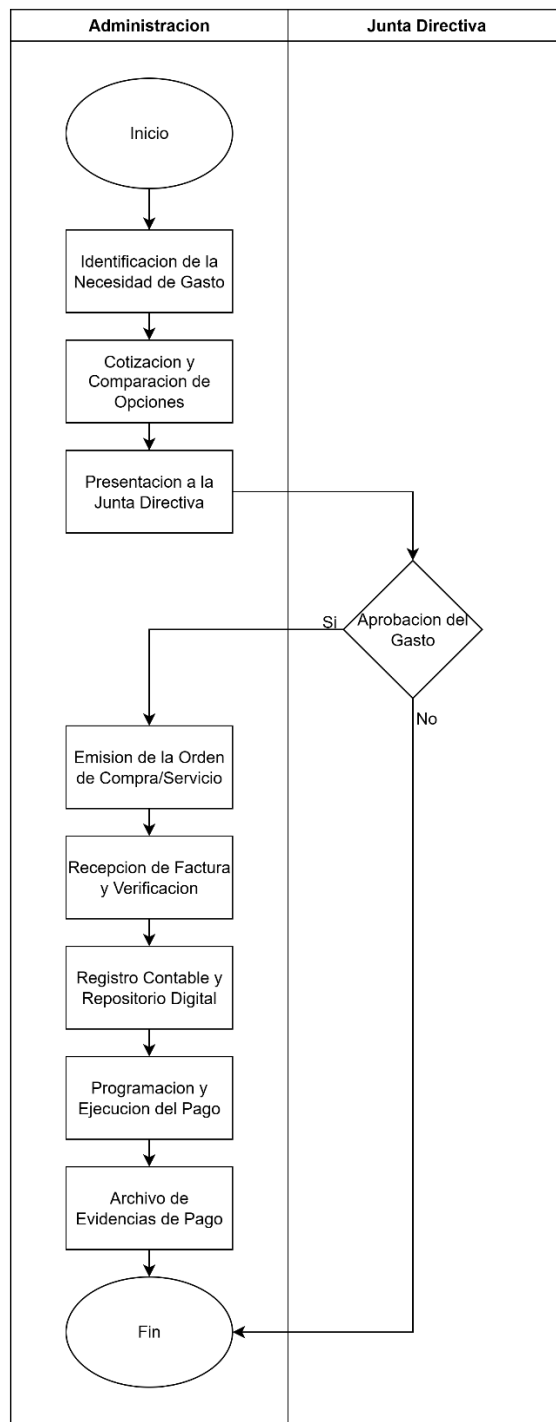 Administracion
Junta Directiva
Inicio
Identificacion de la
Necesidad de Gasto
Cotizacion y
Comparacion de
Opciones
Presentacion a la
Junta Directiva
Aprobacion del
Gasto
Si
No
Emision de la Orden
de Compra/Servicio
Recepcion de Factura
y Verificacion
Registro Contable y
Repositorio Digital
Programacion y
Ejecucion del Pago
Archivo de
Evidencias de Pago
Fin